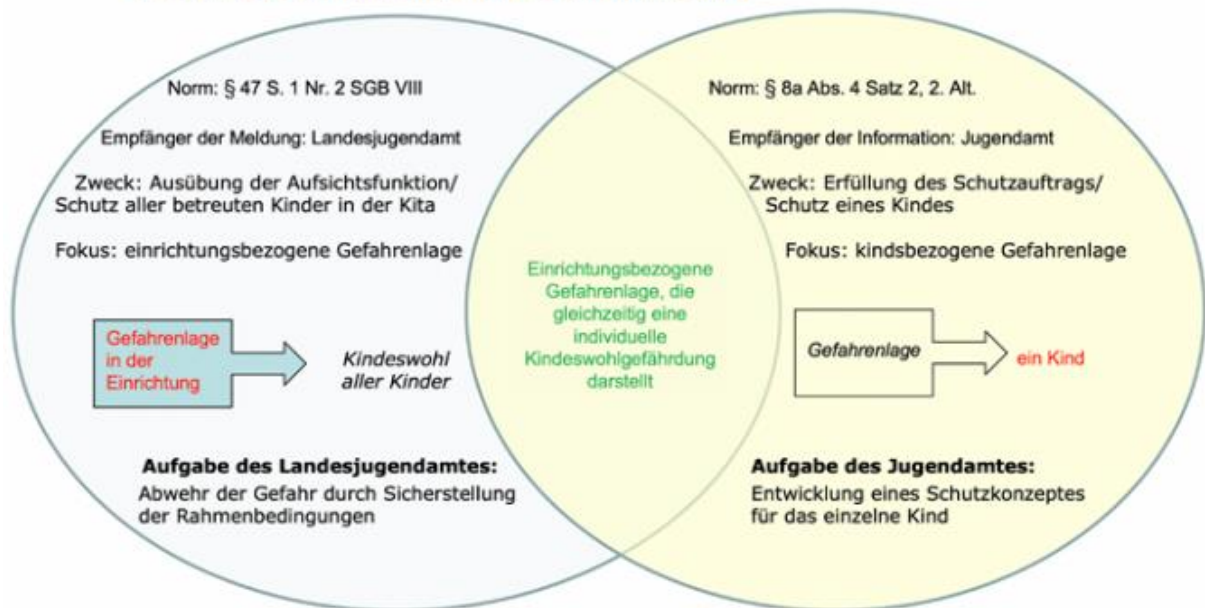 Norm: § 47 S. 1 Nr. 2 SGB VIII
Empfänger der Meldung: Landesjugendamt
Zweck: Ausübung der Aufsichtsfunktion/
Schutz aller betreuten Kinder in der Kita
Fokus: einrichtungsbezogene Gefahrenlage
Gefahrenlage
in der
Einrichtung
Kindeswohl
aller Kinder
Aufgabe des Landesjugendamtes:
Abwehr der Gefahr durch Sicherstellung
der Rahmenbedingungen
Einrichtungsbezogene
Gefahrenlage, die
gleichzeitig eine
individuelle
Kindeswohlgefährdung
darstellt
Norm: § 8a Abs. 4 Satz 2, 2. Alt.
Empfänger der Information: Jugendamt
Zweck: Erfüllung des Schutzauftrags/
Schutz eines Kindes
Fokus: kindsbezogene Gefahrenlage
Gefahrenlage
ein Kind
Aufgabe des Jugendamtes:
Entwicklung eines Schutzkonzeptes
für das einzelne Kind